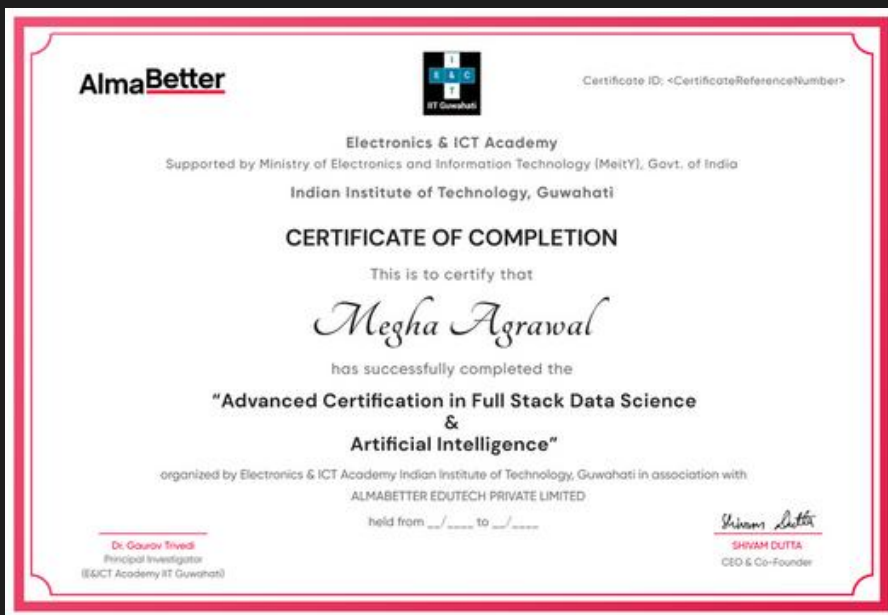 AlmaBetter
I
E & C
T
IIT Guwahati
Certificate ID: <CertificateReferenceNumber>
Electronics & ICT Academy
Supported by Ministry of Electronics and Information Technology (MeitY), Govt. of India
Indian Institute of Technology, Guwahati
CERTIFICATE OF COMPLETION
This is to certify that
Megha Agrawal
has successfully completed the
“Advanced Certification in Full Stack Data Science
&
Artificial Intelligence”
organized by Electronics & ICT Academy Indian Institute of Technology, Guwahati in association with
ALMABETTER EDUTECH PRIVATE LIMITED
held from __/____ to __/____
Dr. Gaurav Trivedi
Principal Investigator
(E&ICT Academy IIT Guwahati)
Shivam Dutta
SHIVAM DUTTA
CEO & Co-Founder